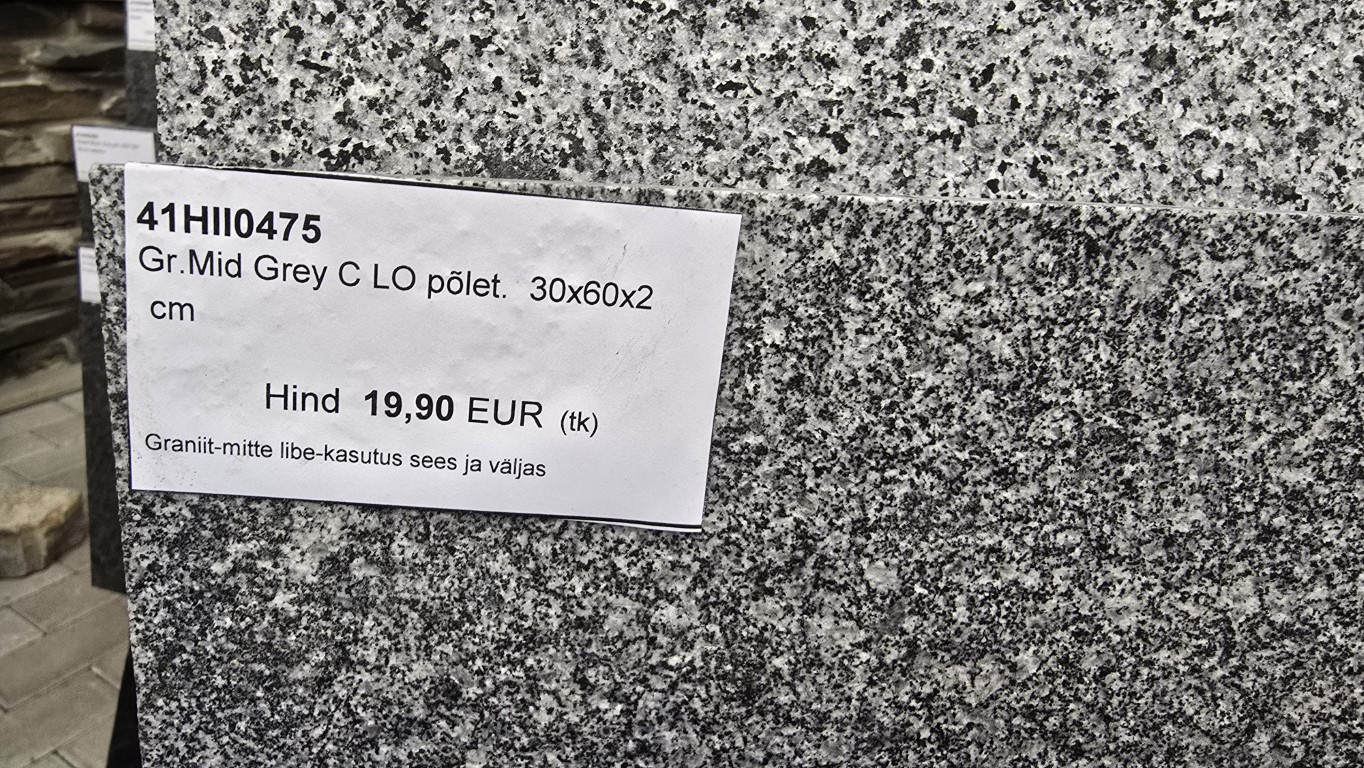 41HII0475
Gr.Mid Grey C LO põlet. 30x60x2
cm
Hind 19,90 EUR (tk)
Graniit-mitte libe-kasutus sees ja väljas